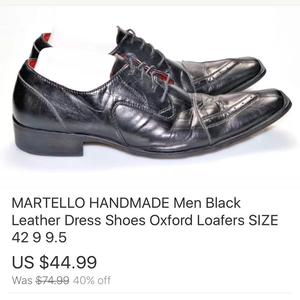 MARTELLO HANDMADE Men Black
Leather Dress Shoes Oxford Loafers SIZE
42 9 9.5
US $44.99
Was $74.99 40% off